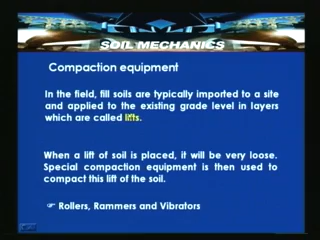 SOIL MECHANICS
Compaction equipment
In the field, fill soils are typically imported to a site
and applied to the existing grade level in layers
which are called lifts.
When a lift of soil is placed, it will be very loose.
Special compaction equipment is then used to
compact this lift of the soil.
☞ Rollers, Rammers and Vibrators